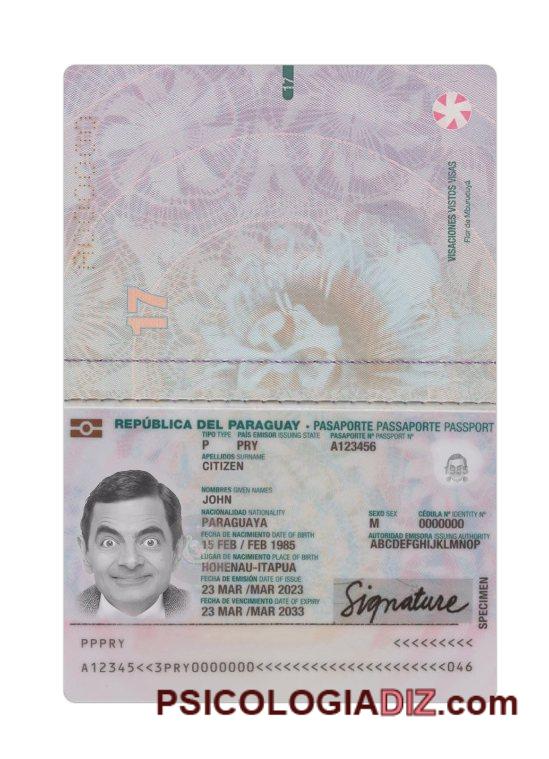 17
VISACIONES VISTOS VISAS
Flor de Mburucuyá
17
REPÚBLICA DEL PARAGUAY · PASAPORTE PASSAPORTE PASSPORT
TIPO TYPE PAÍS EMISOR ISSUING STATE PASAPORTE Nº PASSPORT Nº
P PRY A123456
APELLIDOS SURNAME
CITIZEN
NOMBRES GIVEN NAMES
JOHN
NACIONALIDAD NATIONALITY SEXO SEX CÉDULA Nº IDENTITY Nº
PARAGUAYA M 0000000
FECHA DE NACIMIENTO DATE OF BIRTH AUTORIDAD EMISORA ISSUING AUTHORITY
15 FEB / FEB 1985 ABCDEFGHIJKLMNOP
LUGAR DE NACIMIENTO PLACE OF BIRTH
HOHENAU-ITAPUA
FECHA DE EMISIÓN DATE OF ISSUE
23 MAR /MAR 2023
FECHA DE VENCIMIENTO DATE OF EXPIRY
23 MAR /MAR 2033
Signature
SPECIMEN
PPPRY <<<<<<<<<
A12345<<3PRY0000000<<<<<<<<<<<<<<<<<<<<<<046
PSICOLOGIADIZ.com